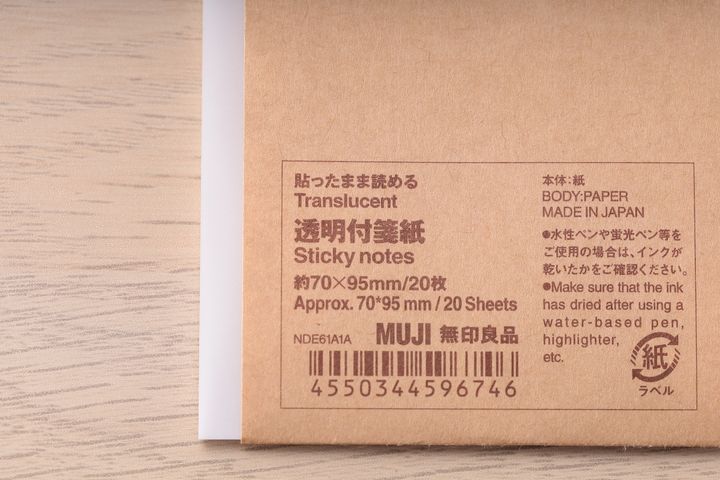 貼ったまま読める
Translucent
透明付箋紙
Sticky notes
約70×95mm/20枚
Approx. 70*95 mm / 20 Sheets
NDE61A1A MUJI 無印良品
4550344596746
本体:紙
BODY:PAPER
MADE IN JAPAN
●水性ペンや蛍光ペン等を
ご使用の場合は、インクが
乾いたかをご確認ください。
●Make sure that the ink
has dried after using a
water-based pen,
highlighter,
etc.
紙
ラベル